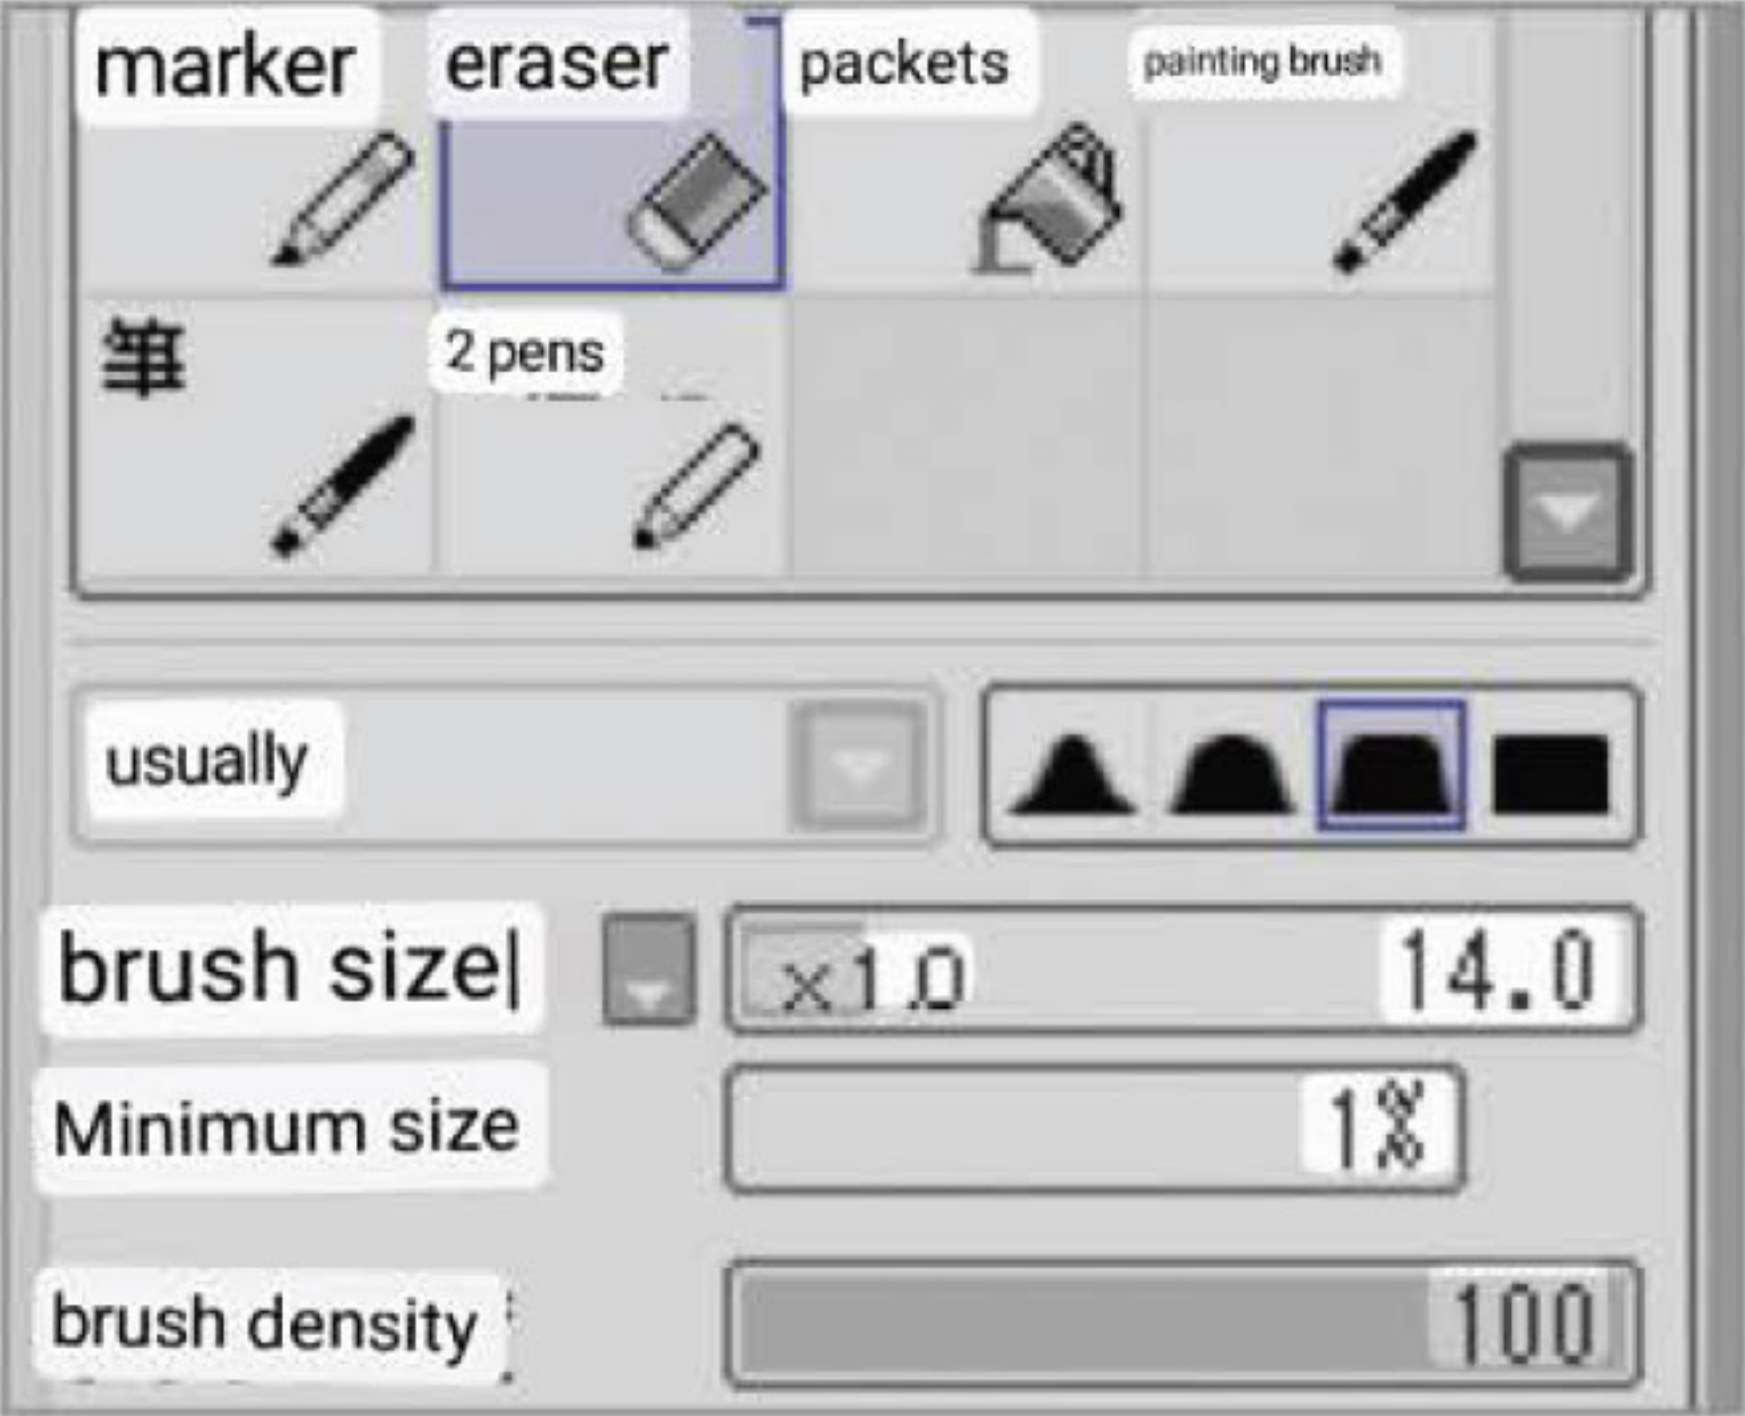 marker eraser packets painting brush
筆 2 pens
usually
brush size ×1.0 14.0
Minimum size 1%
brush density 100